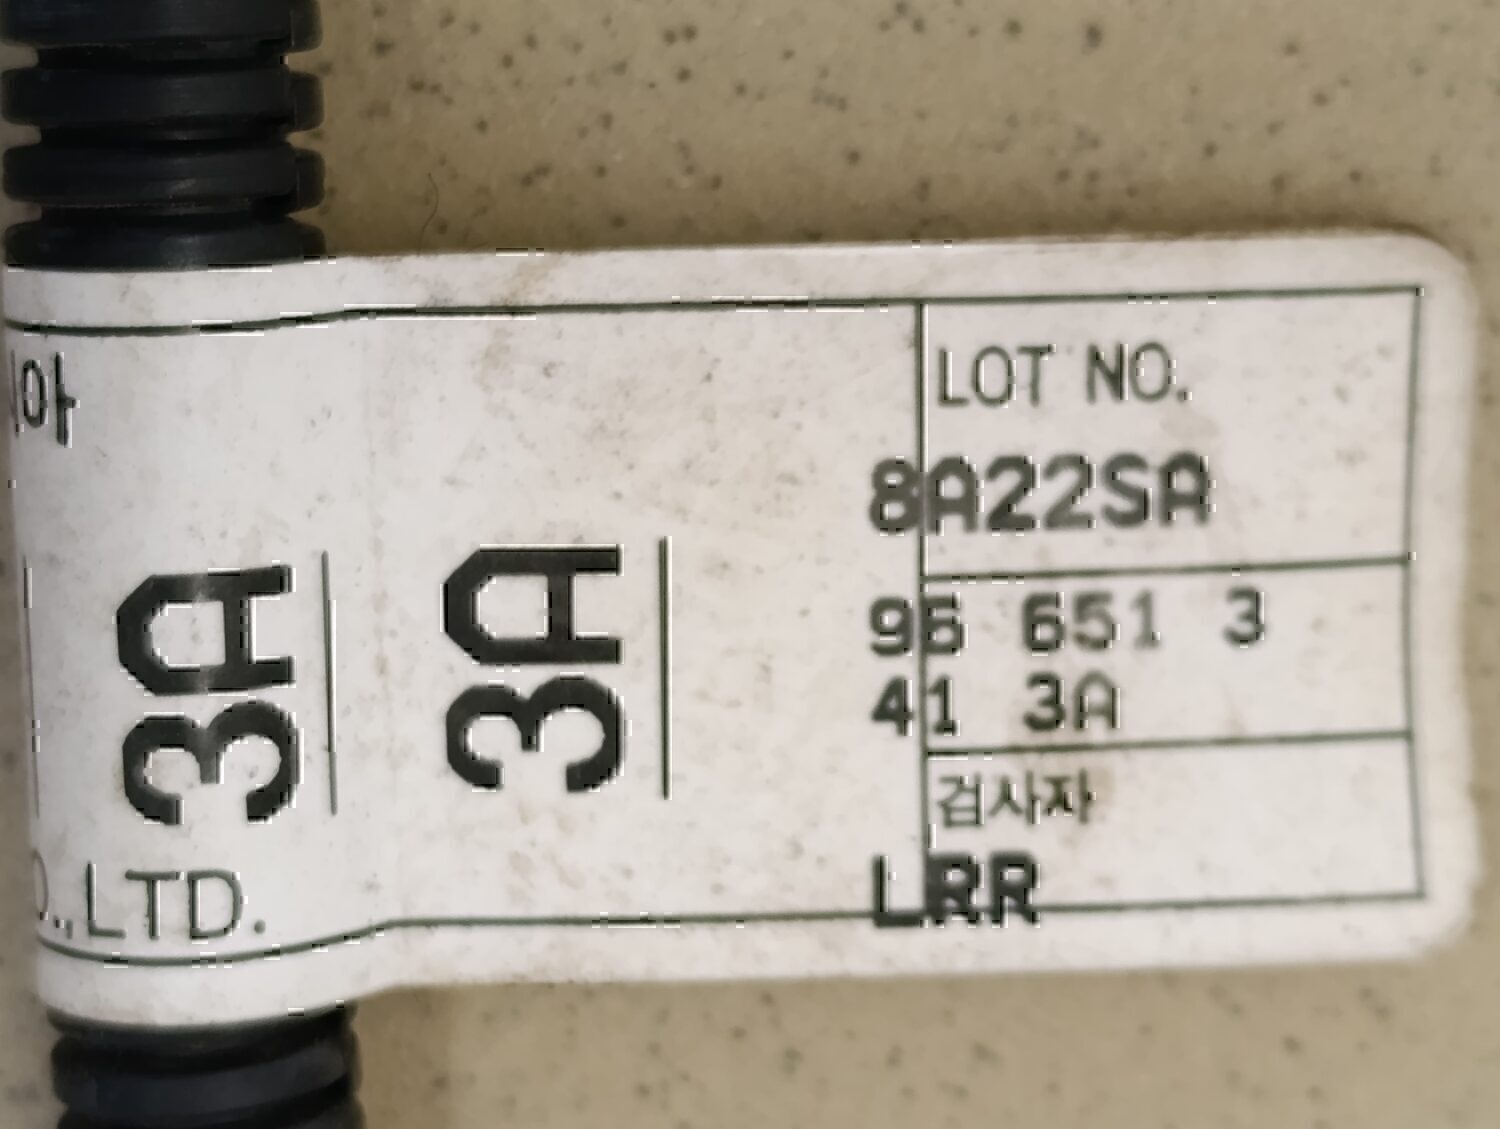 아
3A
3A
LTD.
LOT NO.
8A22SA
96 651 3
41 3A
검사자
LRR